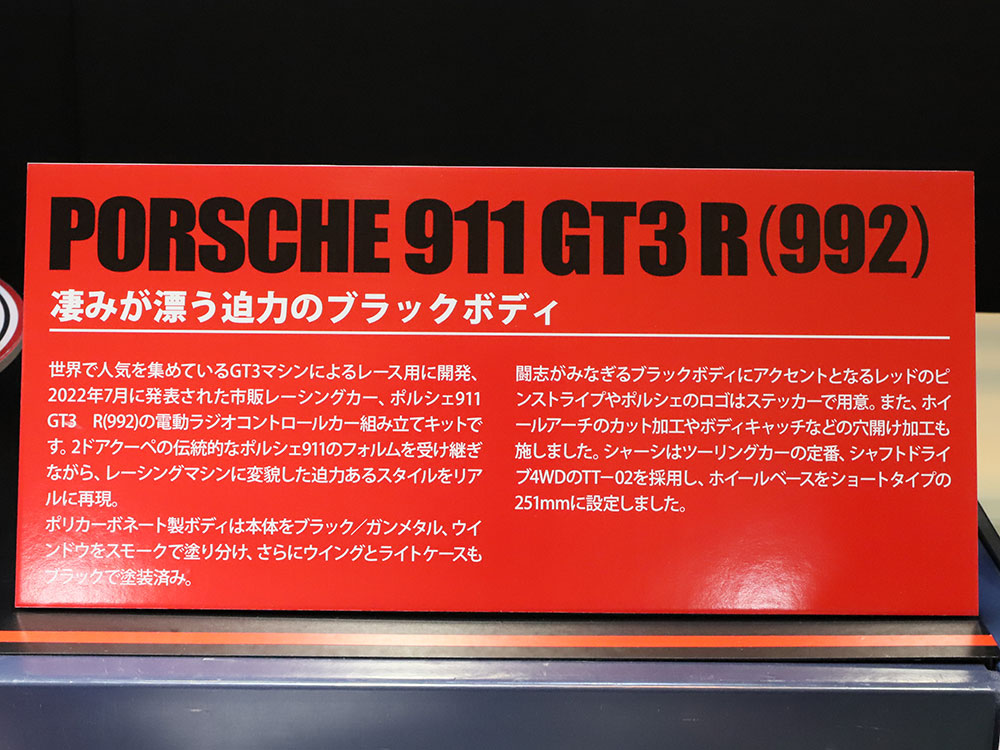 PORSCHE 911 GT3 R(992)
凄みが漂う迫力のブラックボディ
世界で人気を集めているGT3マシンによるレース用に開発、
2022年7月に発表された市販レーシングカー、ポルシェ911
GT3　R(992)の電動ラジオコントロールカー組み立てキットで
す。2ドアクーペの伝統的なポルシェ911のフォルムを受け継ぎ
ながら、レーシングマシンに変貌した迫力あるスタイルをリア
ルに再現。
ポリカーボネート製ボディは本体をブラック／ガンメタル、ウイ
ンドウをスモークで塗り分け、さらにウイングとライトケースも
ブラックで塗装済み。
闘志がみなぎるブラックボディにアクセントとなるレッドのピ
ンストライプやポルシェのロゴはステッカーで用意。また、ホイ
ールアーチのカット加工やボディキャッチなどの穴開け加工も
施しました。シャーシはツーリングカーの定番、シャフトドライ
ブ4WDのTT－02を採用し、ホイールベースをショートタイプの
251mmに設定しました。